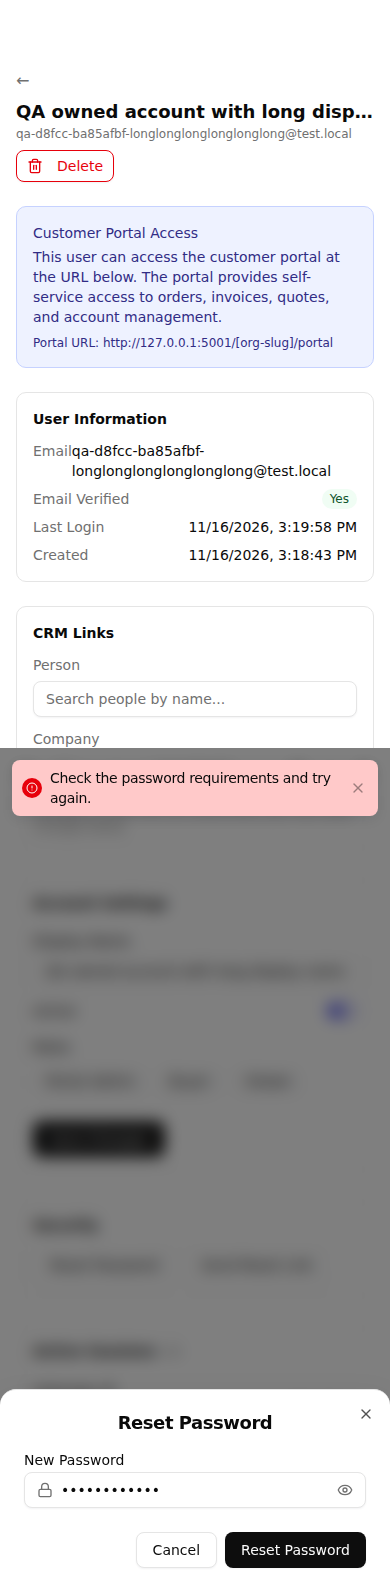 ←
QA owned account with long disp...
qa-d8fcc-ba85afbf-longlonglonglonglonglong@test.local
Delete
Customer Portal Access
This user can access the customer portal at
the URL below. The portal provides self-
service access to orders, invoices, quotes,
and account management.
Portal URL: http://127.0.0.1:5001/[org-slug]/portal
User Information
Email qa-d8fcc-ba85afbf-
longlonglonglonglonglong@test.local
Email Verified Yes
Last Login 11/16/2026, 3:19:58 PM
Created 11/16/2026, 3:18:43 PM
CRM Links
Person
Search people by name...
Company
Check the password requirements and try
again.
Reset Password
New Password
••••••••••••
Cancel Reset Password